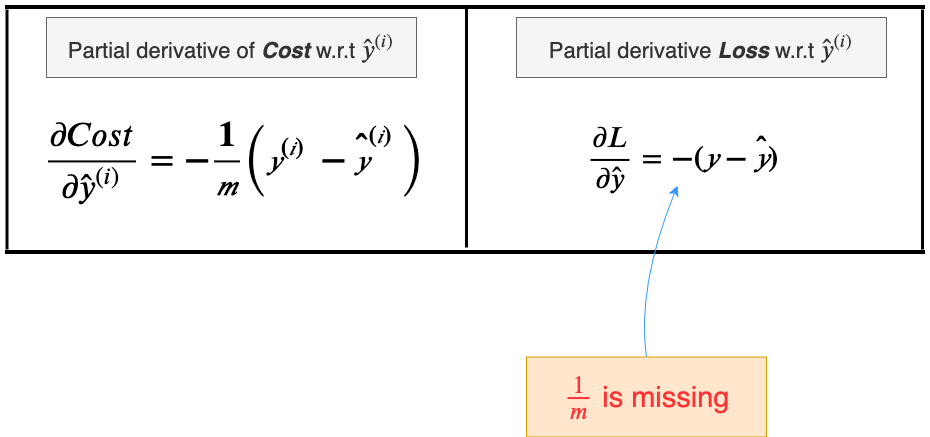 Partial derivative of Cost w.r.t ŷ⁽ⁱ⁾
∂Cost/∂ŷ⁽ⁱ⁾ = −1/m (y⁽ⁱ⁾ − ŷ⁽ⁱ⁾)
Partial derivative Loss w.r.t ŷ⁽ⁱ⁾
∂L/∂ŷ = −(y − ŷ)
1/m is missing